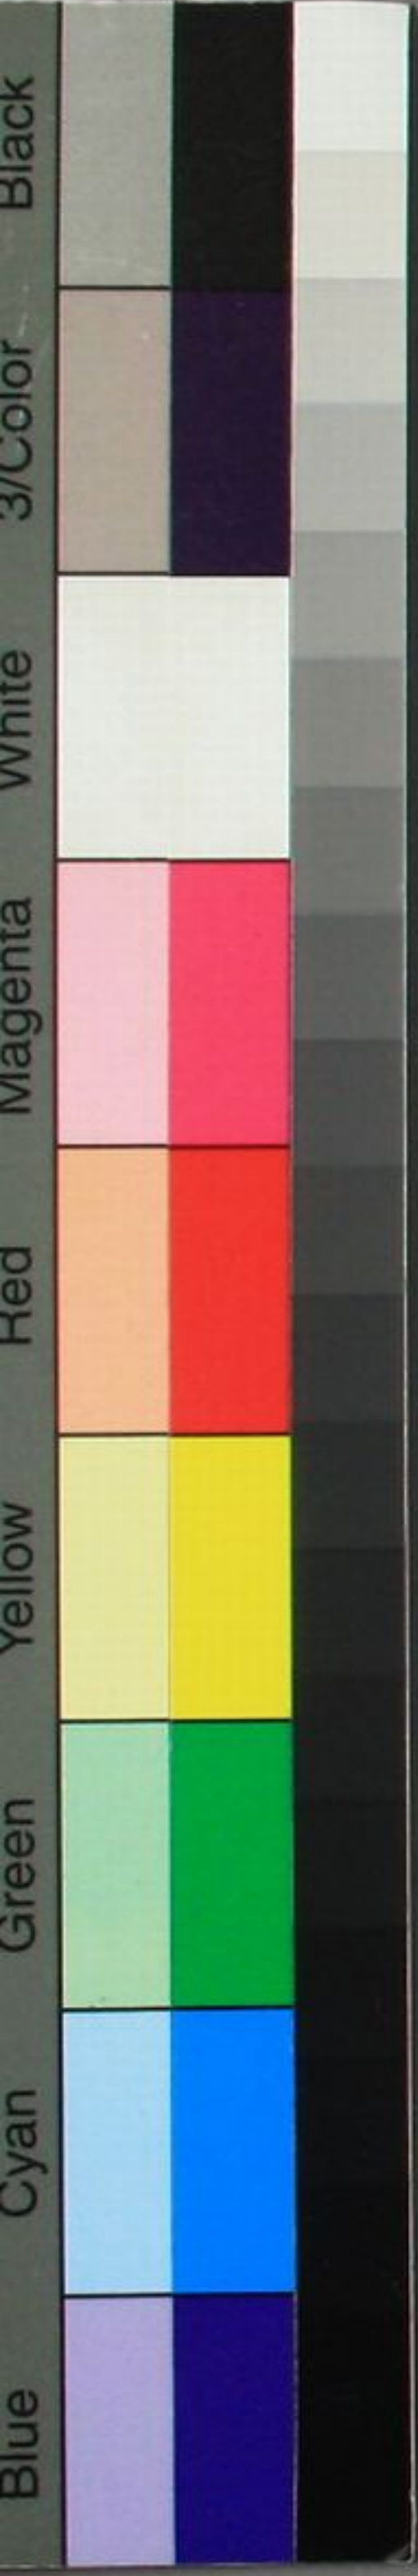 Black
3/Color
White
Magenta
Red
Yellow
Green
Cyan
Blue